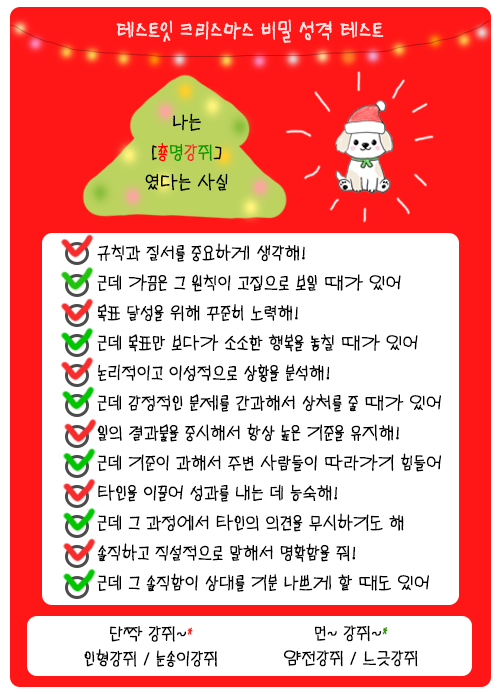 테스트잇 크리스마스 비밀 성격 테스트
나는
[총명강쥐]
였다는 사실
규칙과 질서를 중요하게 생각해!
근데 가끔은 그 원칙이 고집으로 보일 때가 있어
목표 달성을 위해 꾸준히 노력해!
근데 목표만 보다가 소소한 행복을 놓칠 때가 있어
논리적이고 이성적으로 상황을 분석해!
근데 감정적인 문제를 간과해서 상처를 줄 때가 있어
일의 결과물을 중시해서 항상 높은 기준을 유지해!
근데 기준이 과해서 주변 사람들이 따라가기 힘들어
타인을 이끌어 성과를 내는 데 능숙해!
근데 그 과정에서 타인의 의견을 무시하기도 해
솔직하고 직설적으로 말해서 명확함을 줘!
근데 그 솔직함이 상대를 기분 나쁘게 할 때도 있어
단짝 강쥐~*
인형강쥐 / 눈송이강쥐
먼~ 강쥐~*
얌전강쥐 / 느긋강쥐